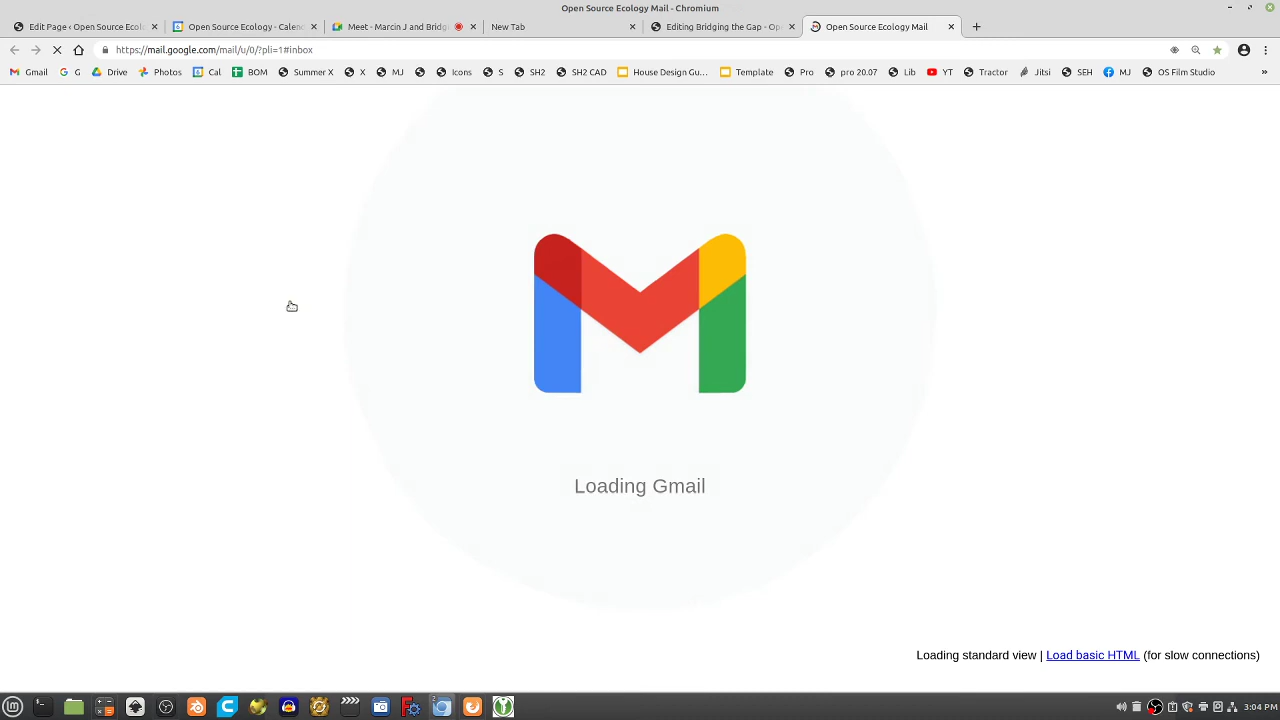 Open Source Ecology Mail - Chromium
Edit Page ‹ Open Source Ecolo
Open Source Ecology - Calend
Meet - Marcin J and Bridg
New Tab
Editing Bridging the Gap - Ope
Open Source Ecology Mail
https://mail.google.com/mail/u/0/?pli=1#inbox
Gmail
G
Drive
Photos
Cal
BOM
Summer X
X
MJ
Icons
S
SH2
SH2 CAD
House Design Gu...
Template
Pro
pro 20.07
Lib
YT
Tractor
Jitsi
SEH
MJ
OS Film Studio
»
Loading Gmail
Loading standard view | Load basic HTML (for slow connections)
3:04 PM